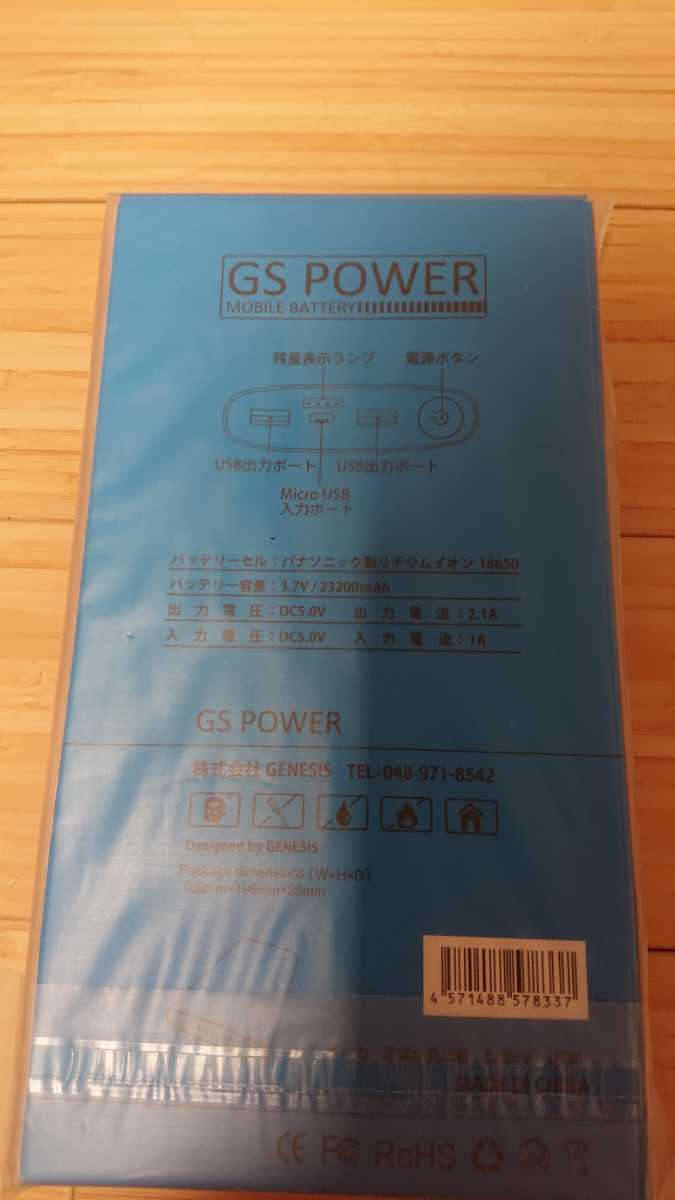 GS POWER
MOBILE BATTERY
残量表示ランプ 電源ボタン
USB出力ポート USB出力ポート
Micro USB
入力ポート
バッテリーセル：パナソニック製リチウムイオン 18650
バッテリー容量：3.7V / 23200mAh
出力電圧：DC5.0V 出力電流：2.1A
入力電圧：DC5.0V 入力電流：1A
GS POWER
株式会社 GENESIS TEL：048-971-8542
Designed by GENESIS
Package dimensions (W×H×D)
106mm×196mm×28mm
4 571488 578337
MADE IN CHINA
CE FC RoHS